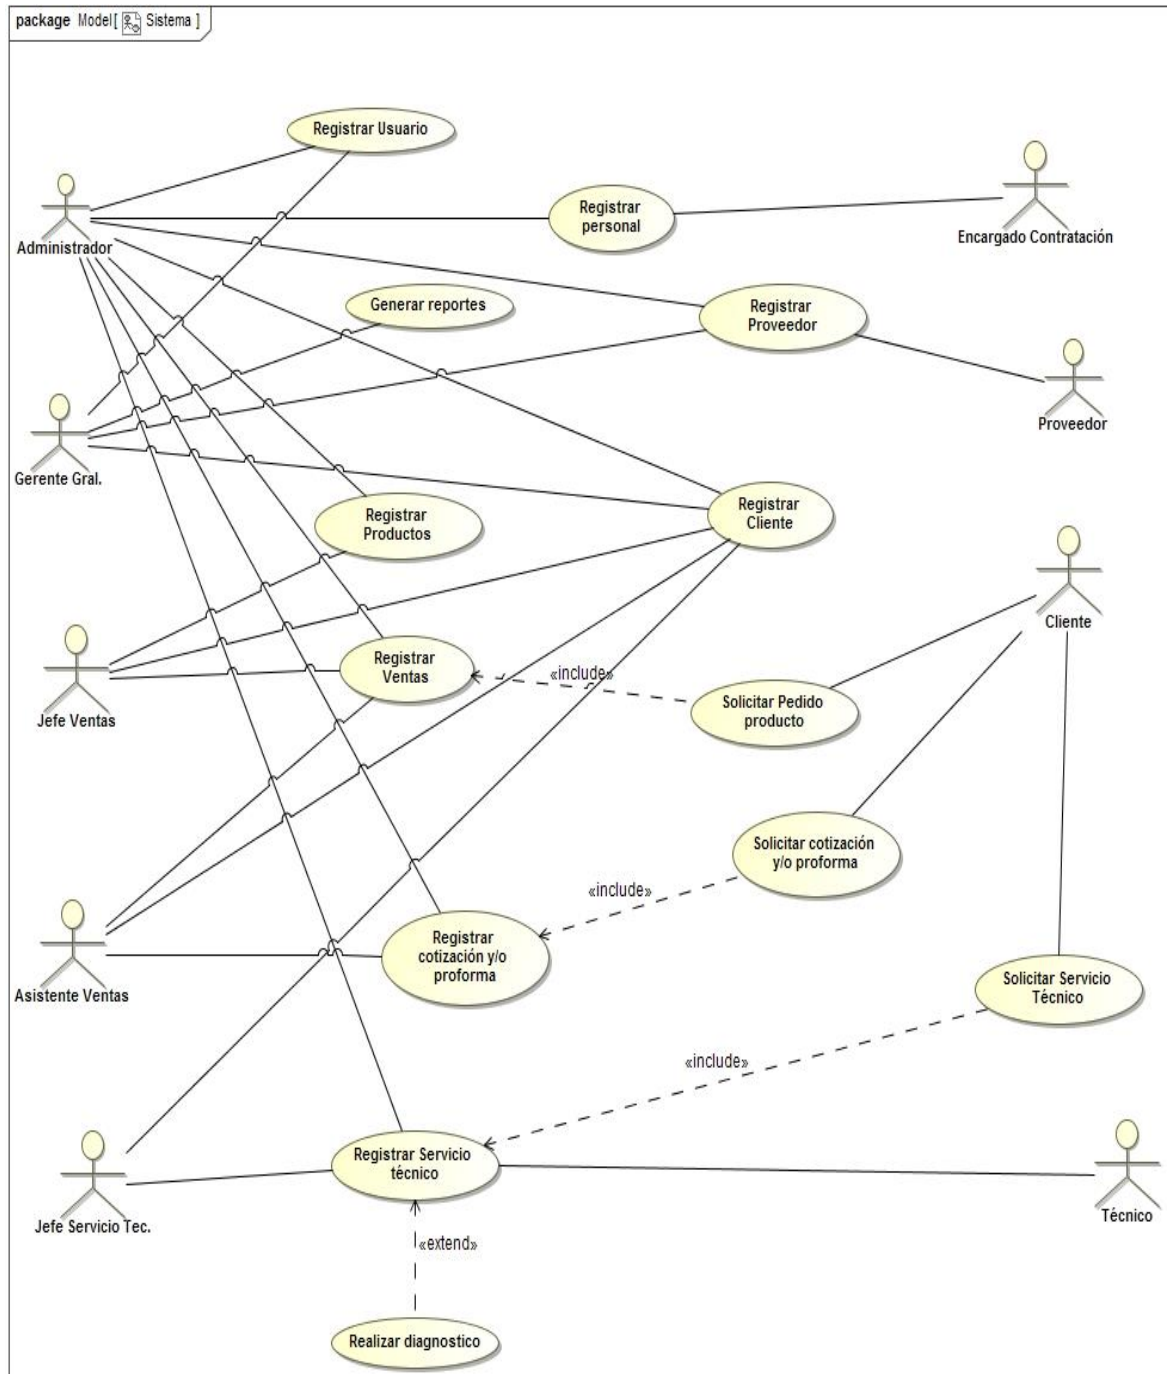 package Model [ Sistema ]
Registrar Usuario
Administrador
Registrar
personal
Encargado Contratación
Generar reportes
Registrar
Proveedor
Proveedor
Gerente Gral.
Registrar
Productos
Registrar
Cliente
Cliente
Jefe Ventas
Registrar
Ventas
«include»
Solicitar Pedido
producto
Solicitar cotización
y/o proforma
«include»
Asistente Ventas
Registrar
cotización y/o
proforma
Solicitar Servicio
Técnico
«include»
Jefe Servicio Tec.
Registrar Servicio
técnico
Técnico
«extend»
Realizar diagnostico